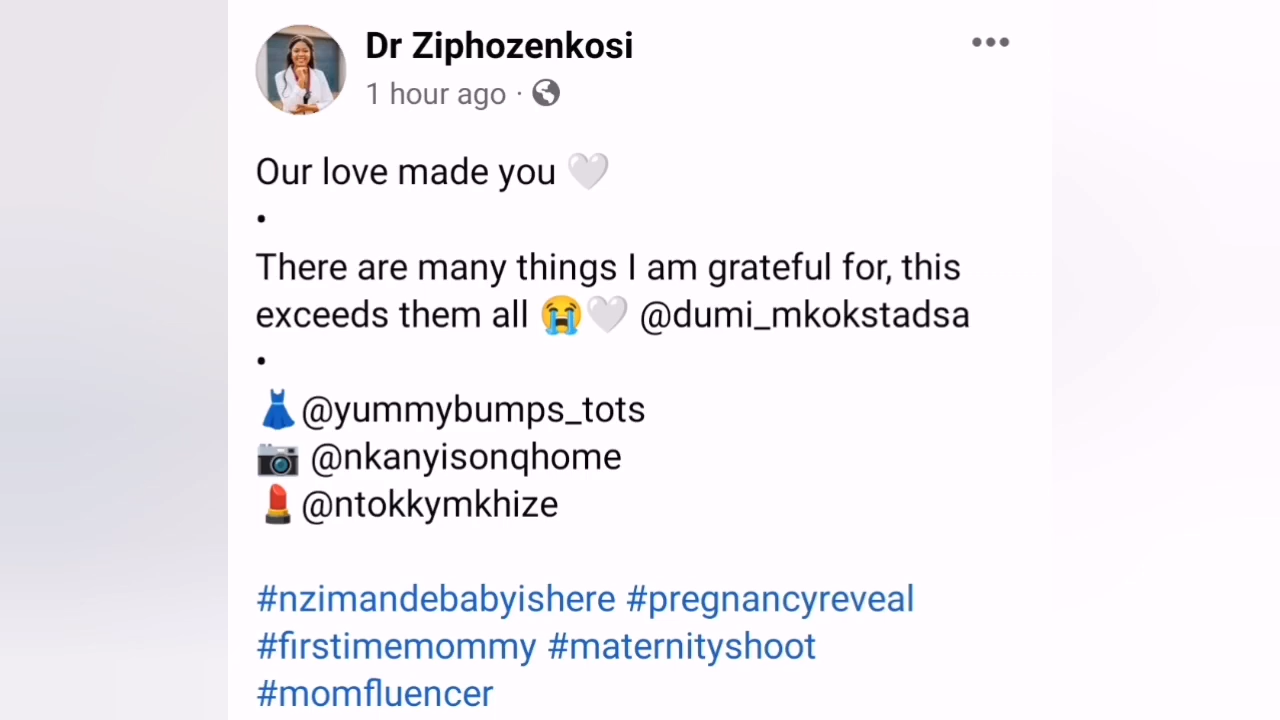 Dr Ziphozenkosi
1 hour ago ·
Our love made you 🤍
•
There are many things I am grateful for, this
exceeds them all 😭🤍 @dumi_mkokstadsa
•
👗@yummybumps_tots
📷 @nkanyisonqhome
💄@ntokkymkhize
#nzimandebabyishere #pregnancyreveal
#firstimemommy #maternityshoot
#momfluencer